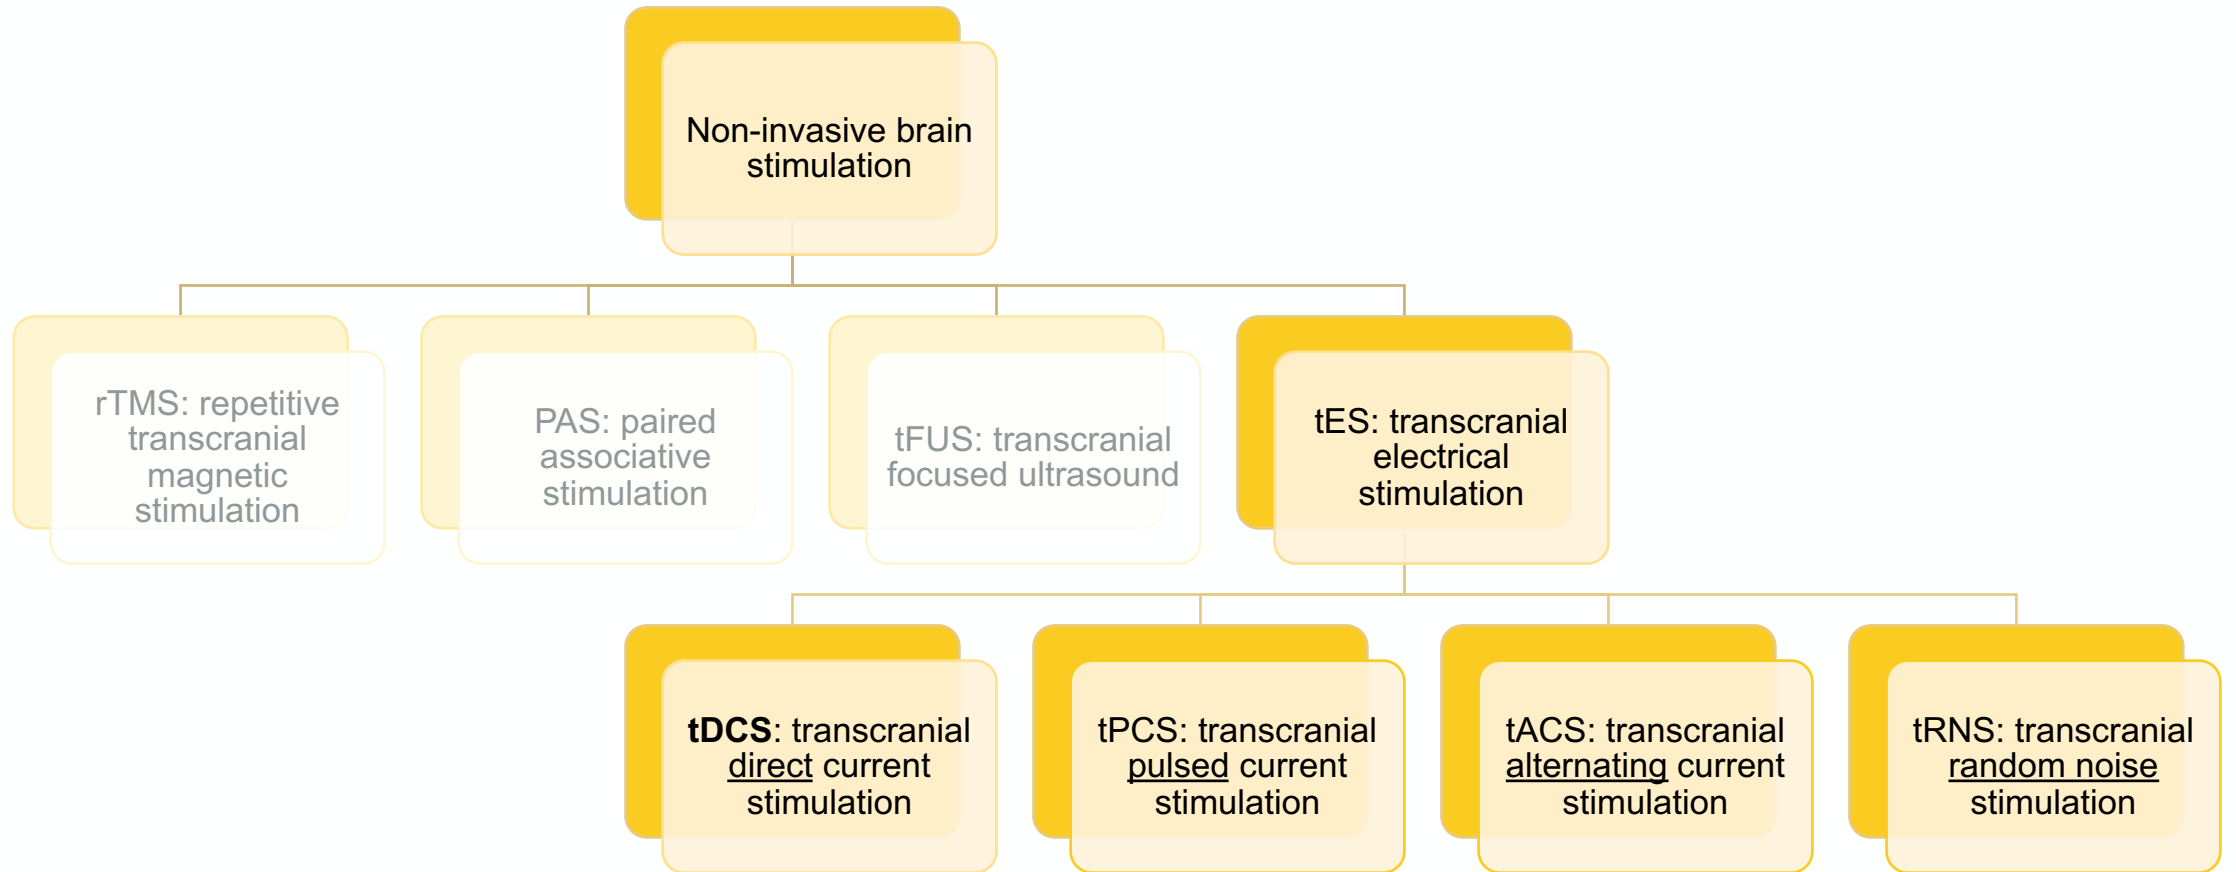 Non-invasive brain
stimulation
rTMS: repetitive
transcranial
magnetic
stimulation
PAS: paired
associative
stimulation
tFUS: transcranial
focused ultrasound
tES: transcranial
electrical
stimulation
tDCS: transcranial
direct current
stimulation
tPCS: transcranial
pulsed current
stimulation
tACS: transcranial
alternating current
stimulation
tRNS: transcranial
random noise
stimulation